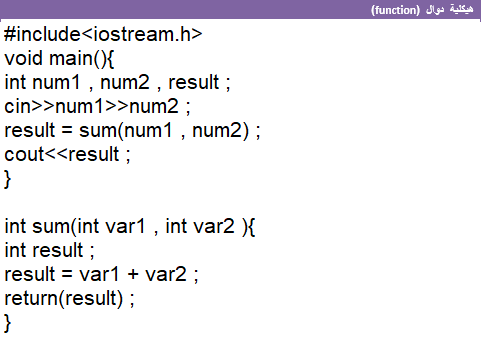 هيكلية دوال (function)
#include<iostream.h>
void main(){
int num1 , num2 , result ;
cin>>num1>>num2 ;
result = sum(num1 , num2) ;
cout<<result ;
}
int sum(int var1 , int var2 ){
int result ;
result = var1 + var2 ;
return(result) ;
}